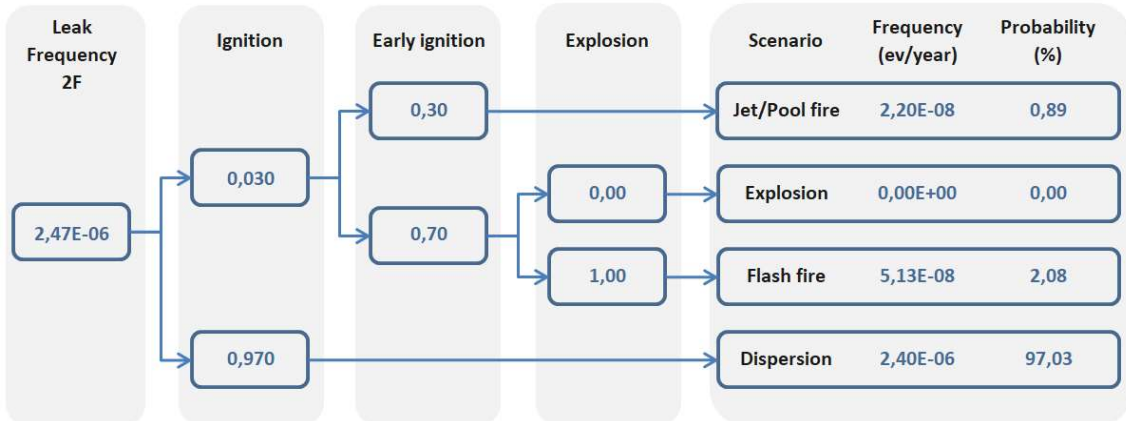 Leak
Frequency
2F
Ignition
Early ignition
Explosion
Scenario
Frequency
(ev/year)
Probability
(%)
2,47E-06
0,030
0,970
0,30
0,70
0,00
1,00
Jet/Pool fire 2,20E-08 0,89
Explosion 0,00E+00 0,00
Flash fire 5,13E-08 2,08
Dispersion 2,40E-06 97,03